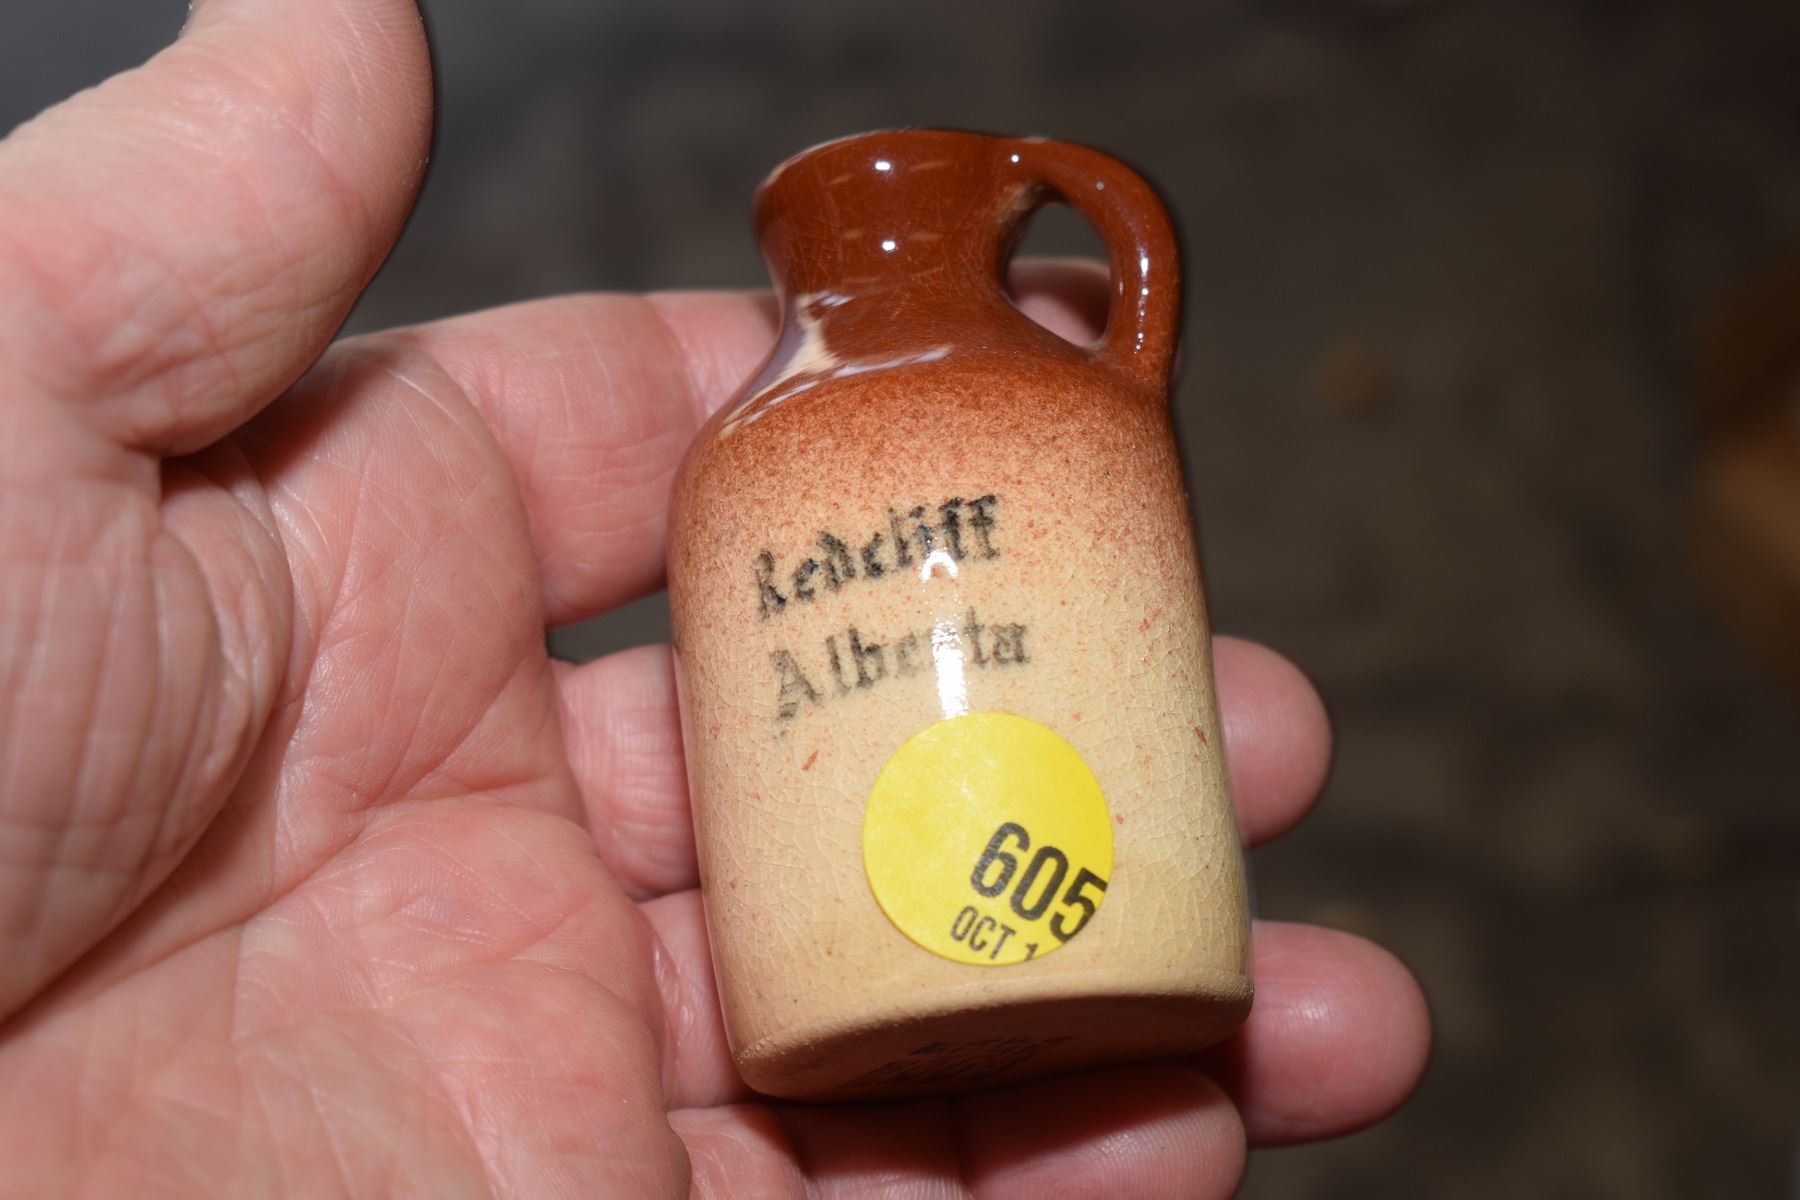 Redcliff
Alberta
605
OCT 1